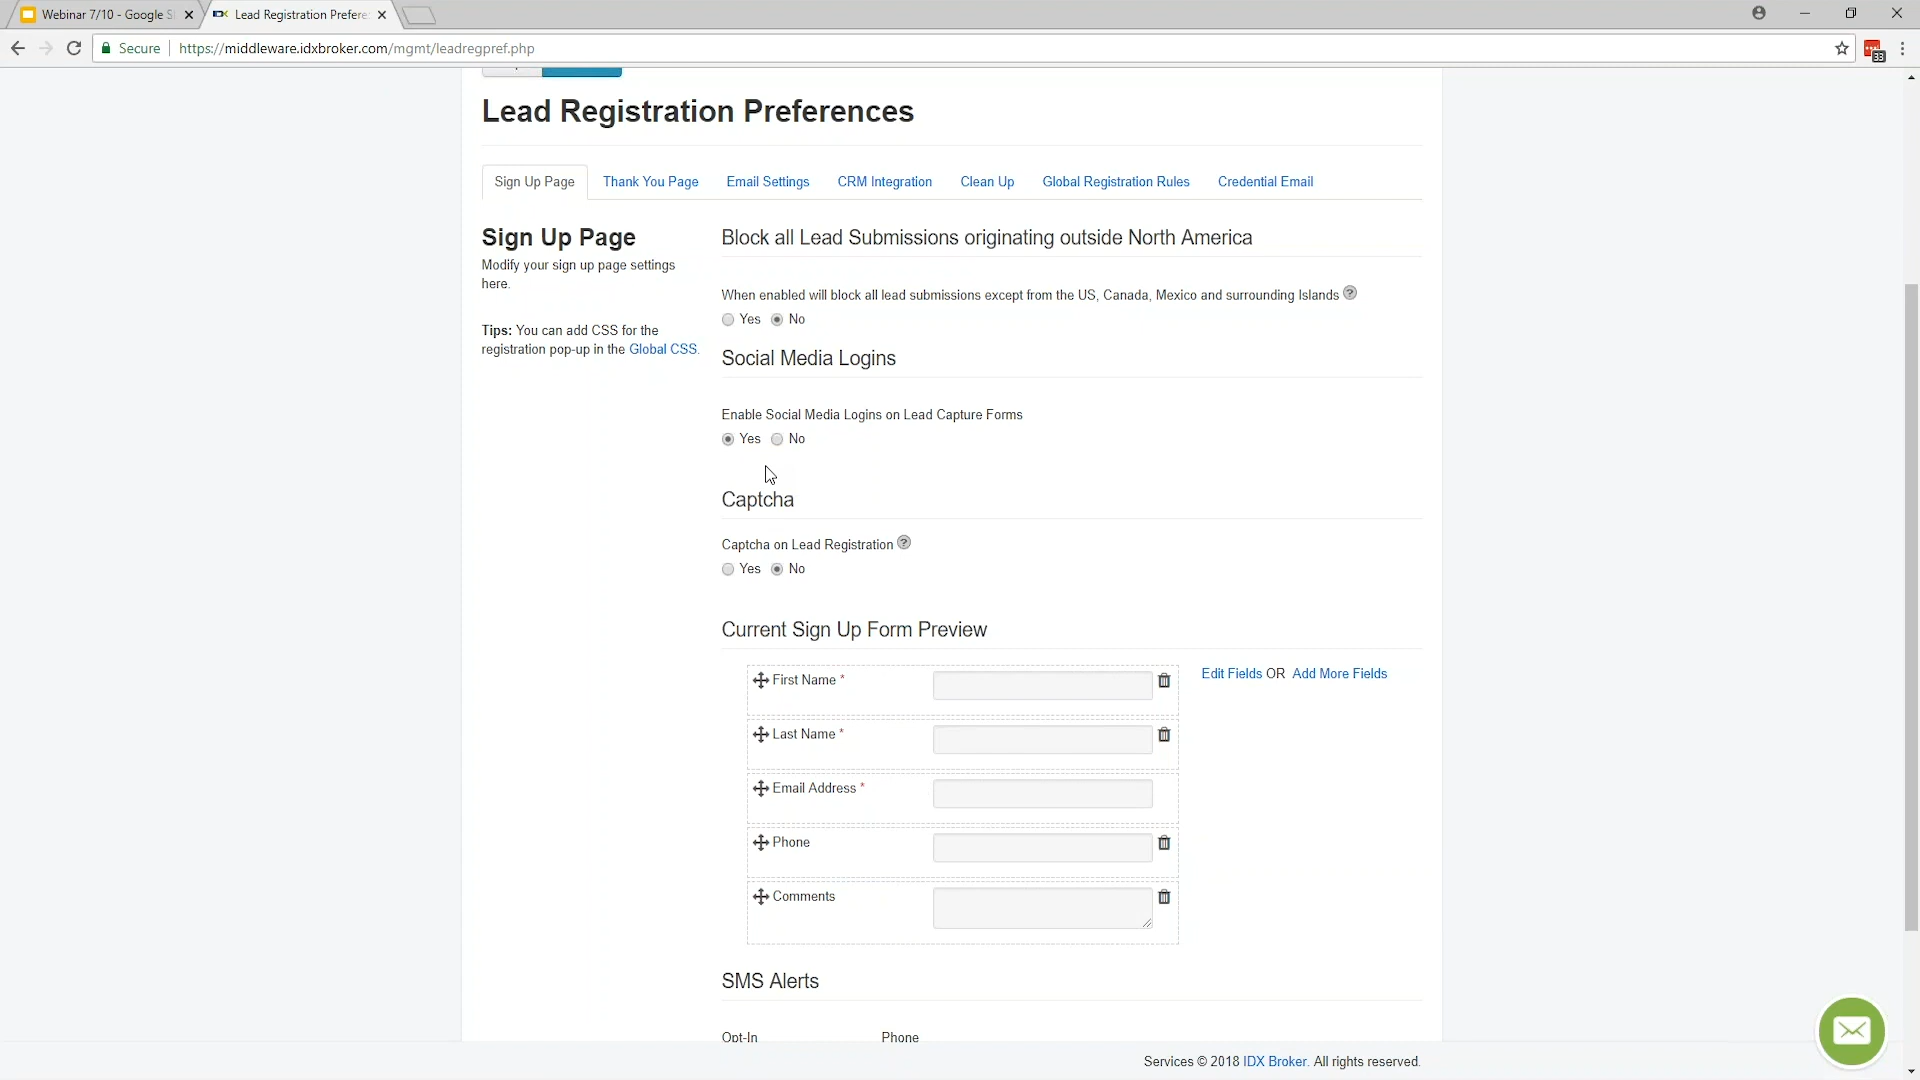 Webinar 7/10 - Google S
Lead Registration Prefere
Secure
https://middleware.idxbroker.com/mgmt/leadregpref.php
33
Lead Registration Preferences
Sign Up Page
Thank You Page
Email Settings
CRM Integration
Clean Up
Global Registration Rules
Credential Email
Sign Up Page
Modify your sign up page settings
here.
Tips: You can add CSS for the
registration pop-up in the Global CSS.
Block all Lead Submissions originating outside North America
When enabled will block all lead submissions except from the US, Canada, Mexico and surrounding Islands ?
Yes No
Social Media Logins
Enable Social Media Logins on Lead Capture Forms
Yes No
Captcha
Captcha on Lead Registration ?
Yes No
Current Sign Up Form Preview
First Name *
Edit Fields OR Add More Fields
Last Name *
Email Address *
Phone
Comments
SMS Alerts
Opt-In Phone
Services © 2018 IDX Broker. All rights reserved.